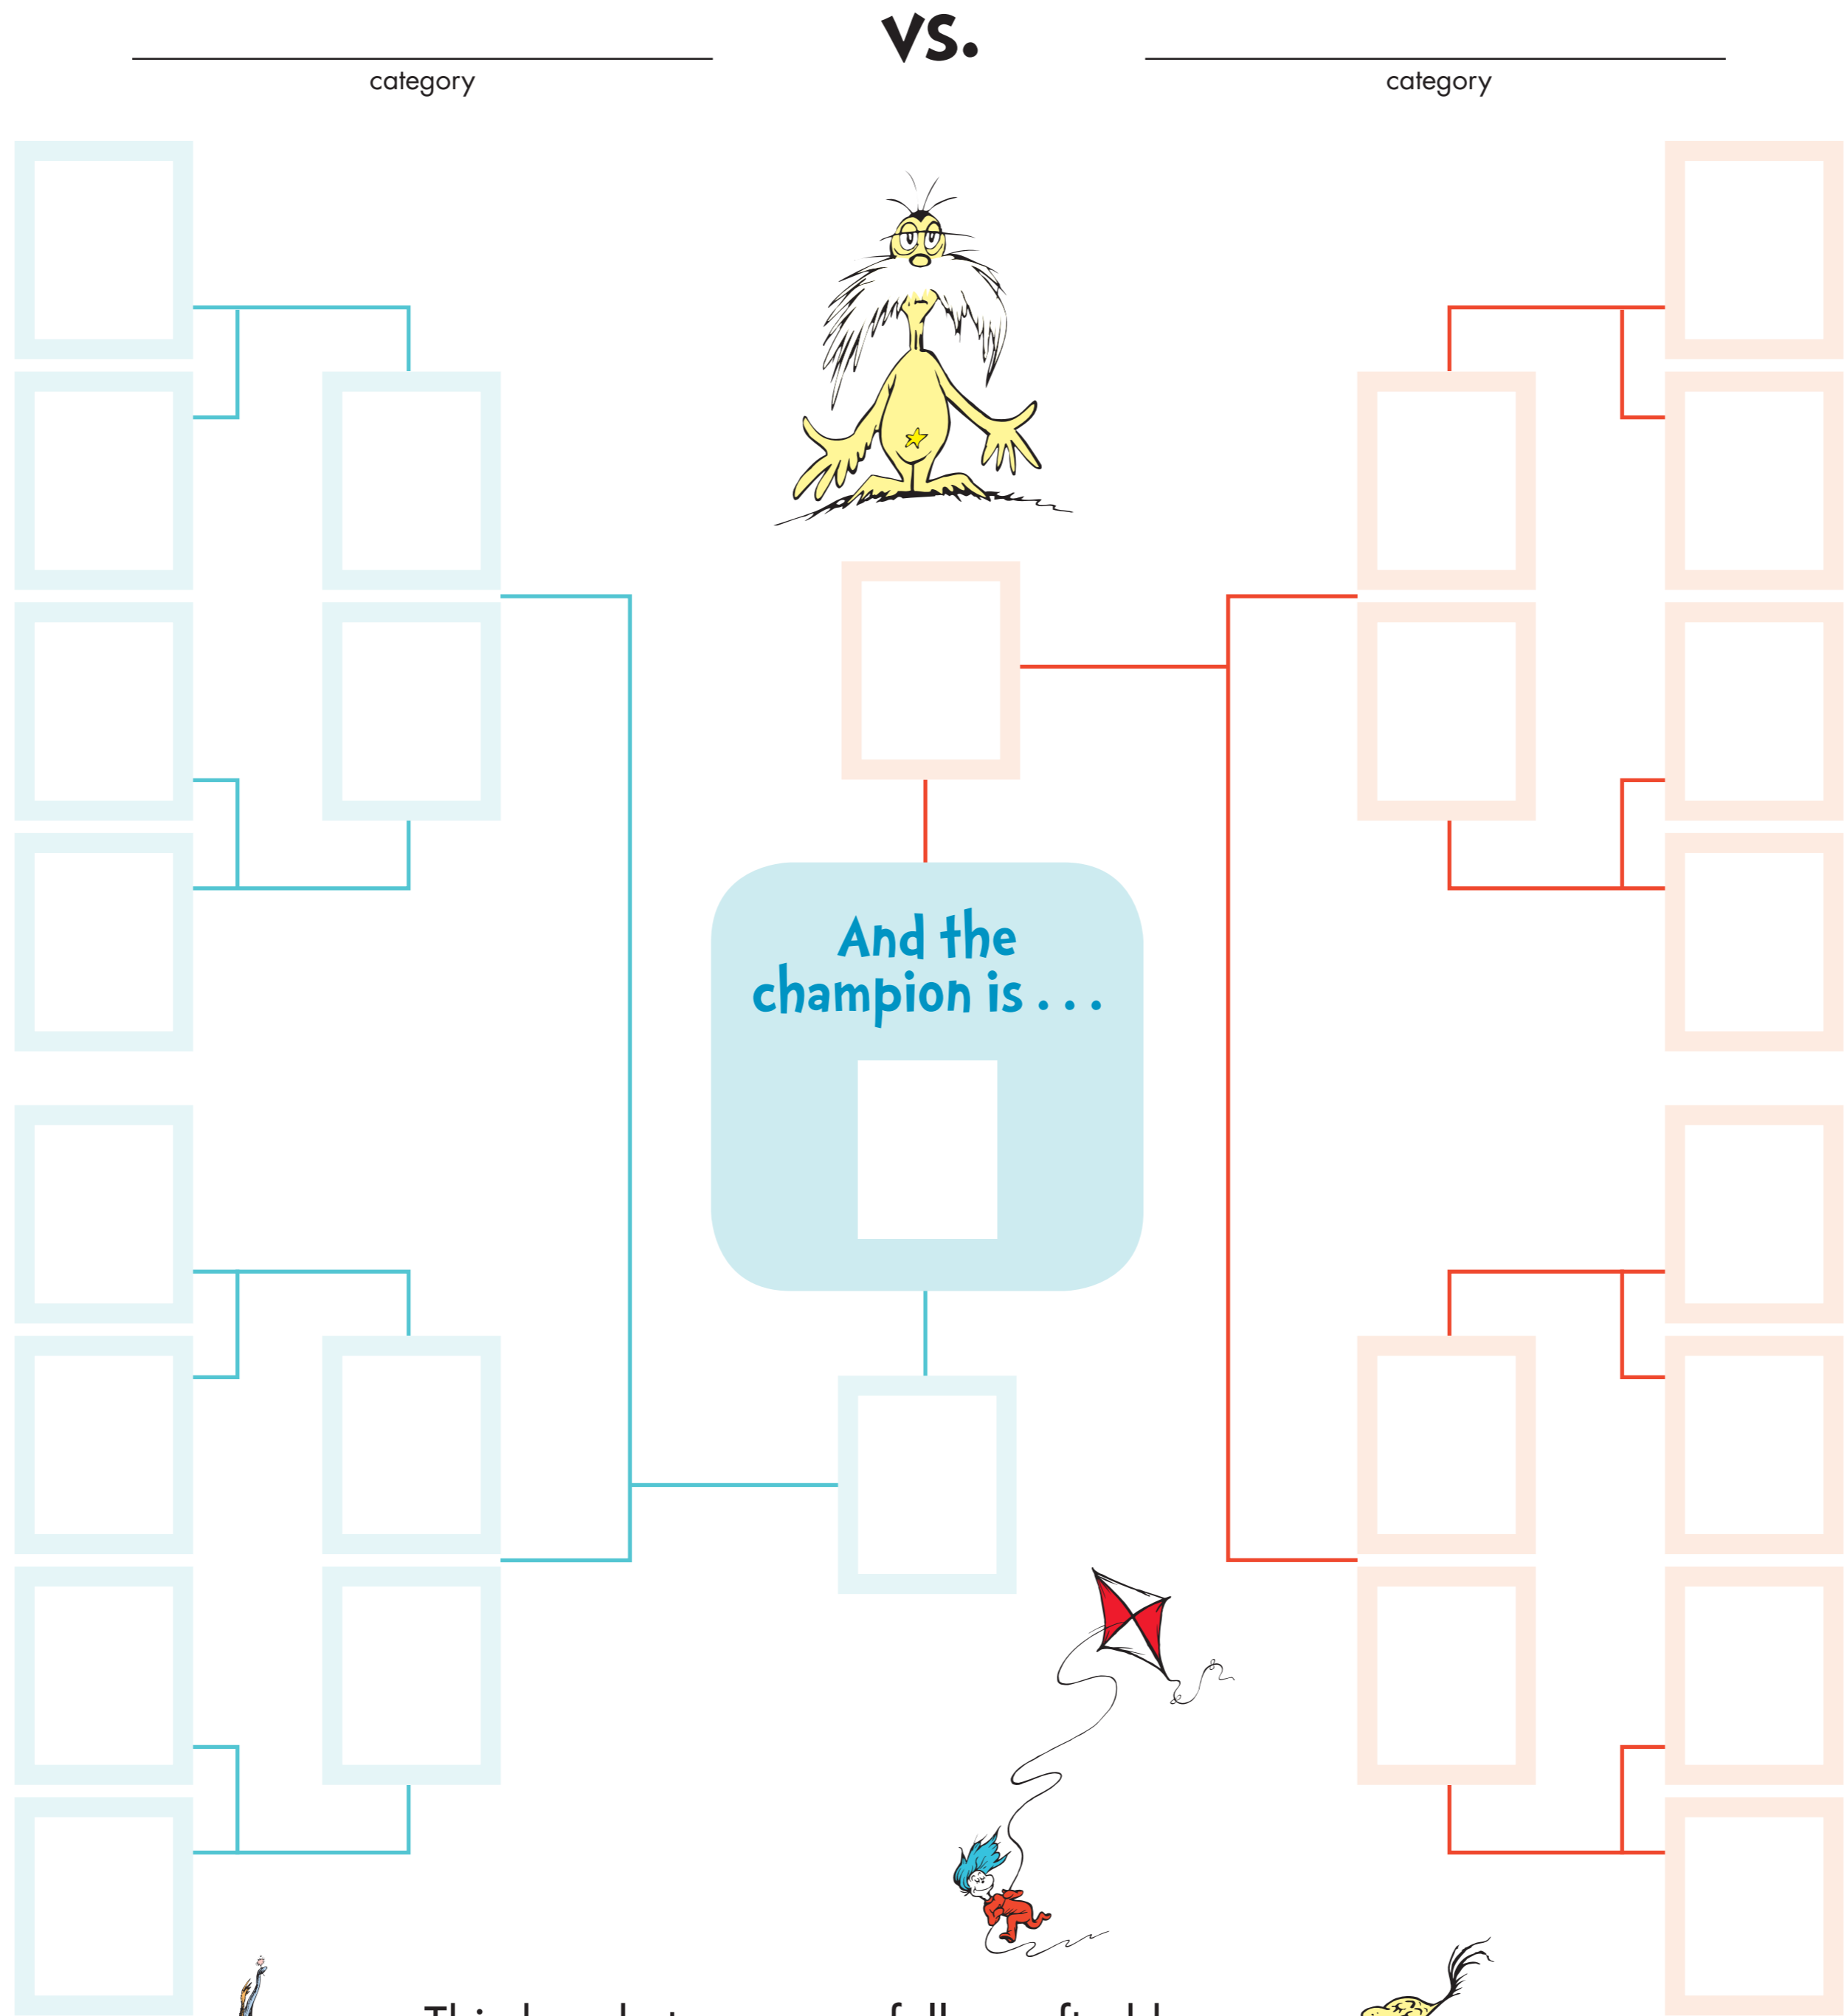 vs.
category
category
And the
champion is . . .